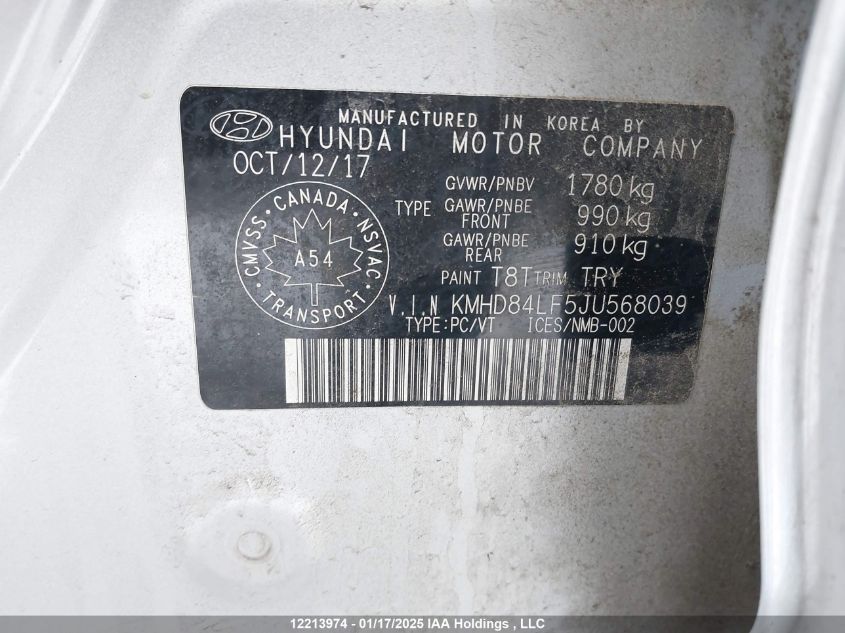 MANUFACTURED IN KOREA BY
HYUNDAI MOTOR COMPANY
OCT/12/17
GVWR/PNBV 1780 kg
TYPE GAWR/PNBE FRONT 990 kg
GAWR/PNBE REAR 910 kg
PAINT T8T TRIM TRY
V.I.N KMHD84LF5JU568039
TYPE:PC/VT ICES/NMB-002
CMVSS · CANADA · NSVAC · TRANSPORT ·
A54
12213974 - 01/17/2025 IAA Holdings , LLC